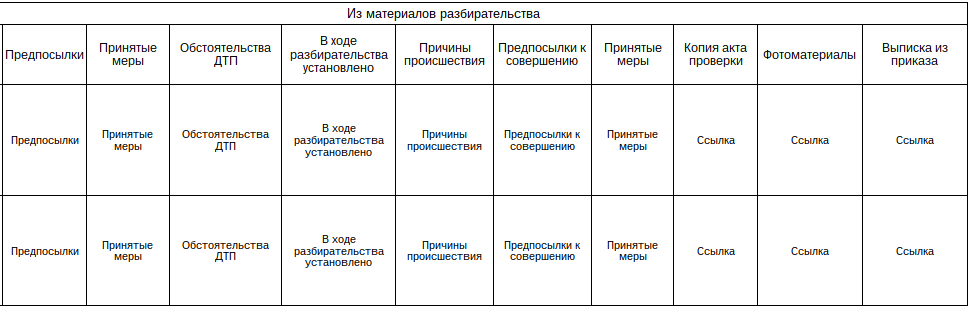 Из материалов разбирательства
Предпосылки
Принятые
меры
Обстоятельства
ДТП
В ходе
разбирательства
установлено
Причины
происшествия
Предпосылки к
совершению
Принятые
меры
Копия акта
проверки
Фотоматериалы
Выписка из
приказа
Предпосылки
Принятые
меры
Обстоятельства
ДТП
В ходе
разбирательства
установлено
Причины
происшествия
Предпосылки к
совершению
Принятые
меры
Ссылка
Ссылка
Ссылка
Предпосылки
Принятые
меры
Обстоятельства
ДТП
В ходе
разбирательства
установлено
Причины
происшествия
Предпосылки к
совершению
Принятые
меры
Ссылка
Ссылка
Ссылка